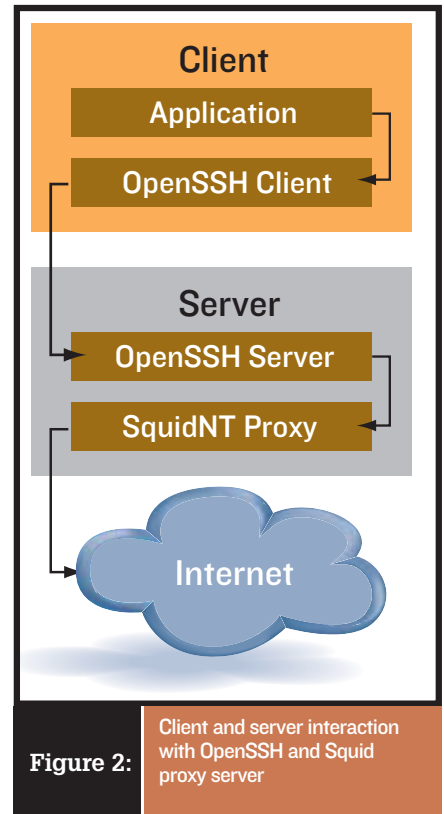 Client
Application
OpenSSH Client
Server
OpenSSH Server
SquidNT Proxy
Internet
Figure 2:
Client and server interaction
with OpenSSH and Squid
proxy server